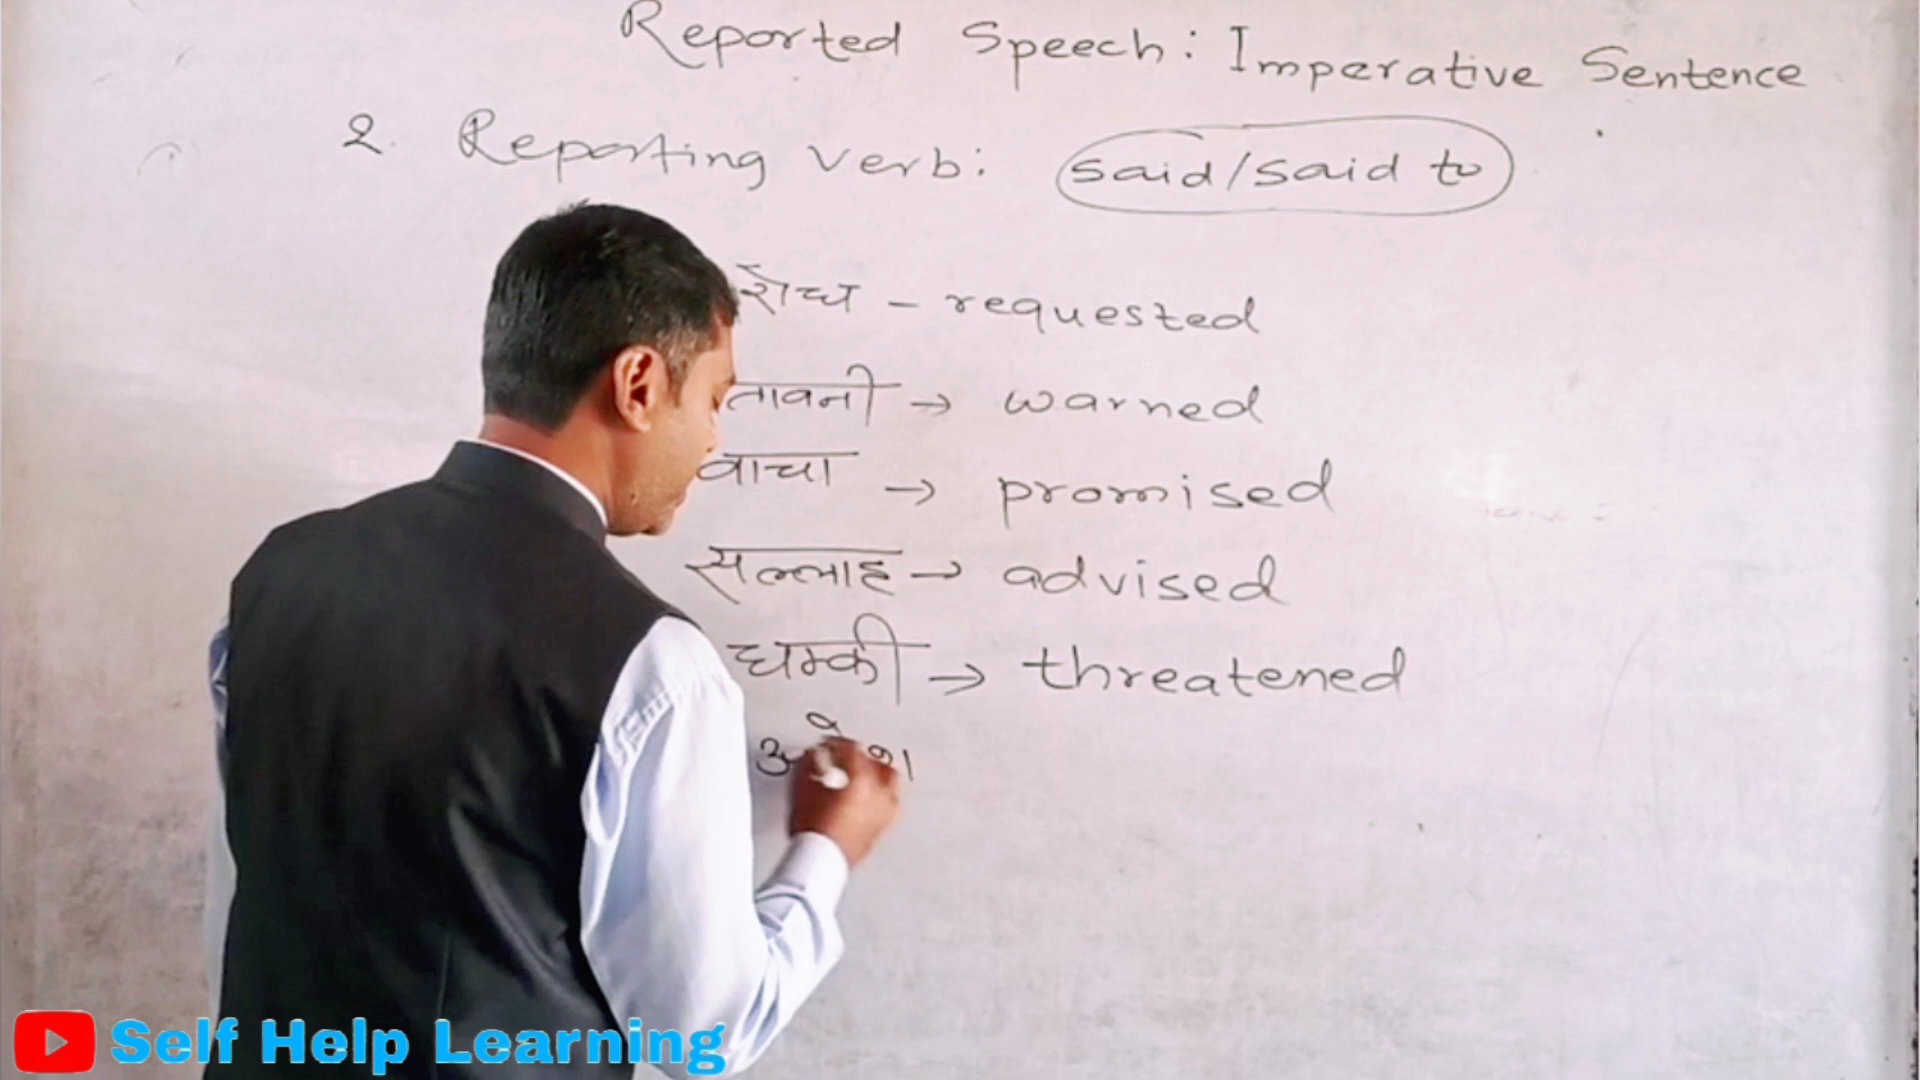 Reported Speech: Imperative Sentence
2. Reporting verb: said/said to
रोध - requested
तावनी → warned
वाचा → promised
सल्लाह → advised
धम्की → threatened
Self Help Learning